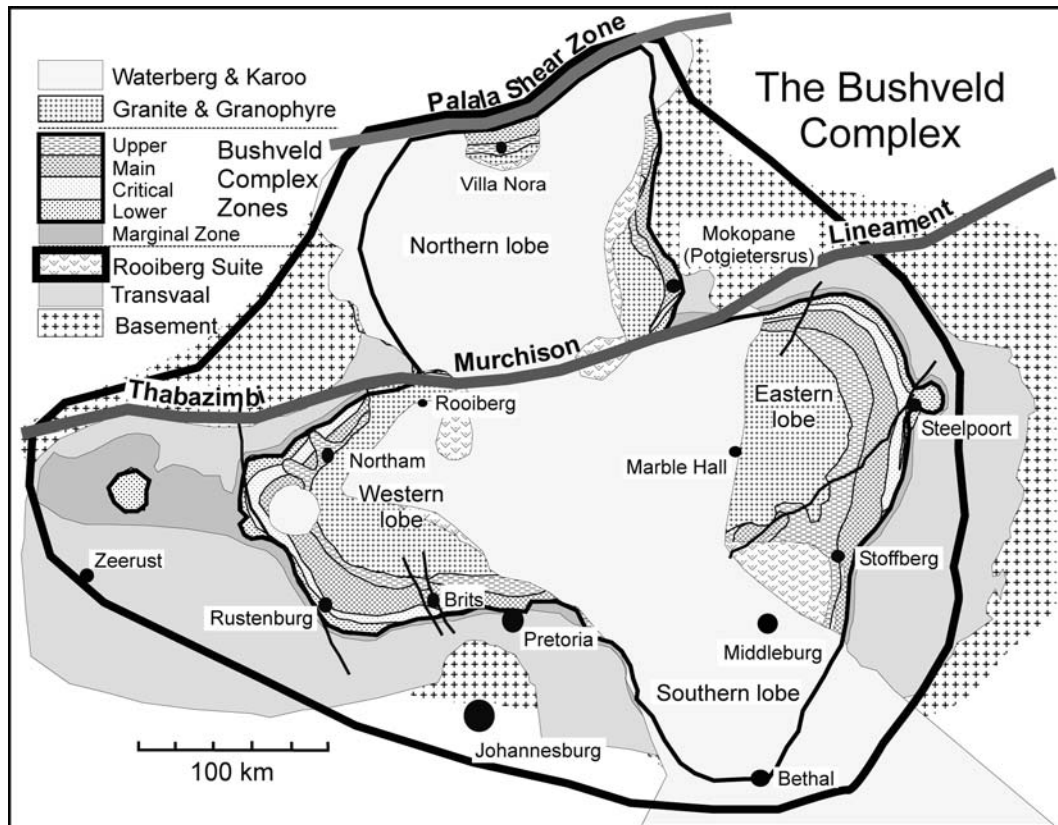 The Bushveld
Complex
Waterberg & Karoo
Granite & Granophyre
Upper
Main
Critical
Lower
Bushveld
Complex
Zones
Marginal Zone
Rooiberg Suite
Transvaal
Basement
Palala Shear Zone
Villa Nora
Northern lobe
Mokopane
(Potgietersrus)
Thabazimbi
Murchison
Lineament
Rooiberg
Northam
Western
lobe
Eastern
lobe
Steelpoort
Marble Hall
Zeerust
Rustenburg
Brits
Pretoria
Stoffberg
Middleburg
Southern lobe
Johannesburg
Bethal
100 km